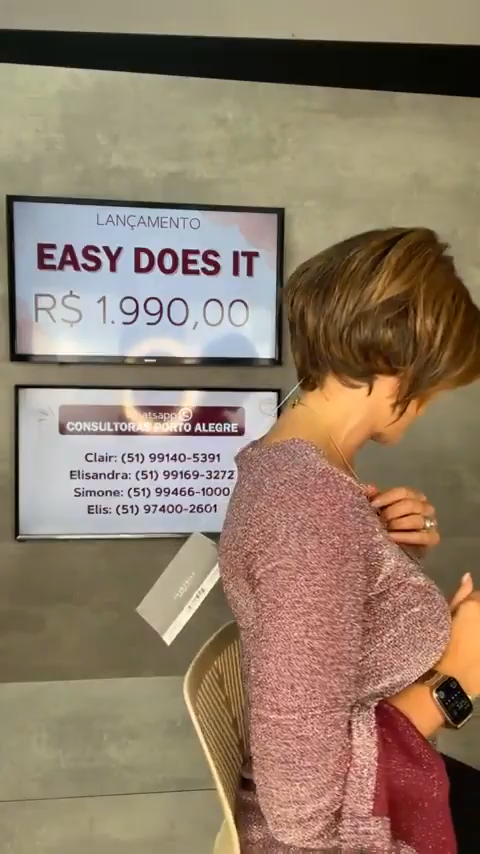 LANÇAMENTO
EASY DOES IT
R$ 1.990,00
whatsapp
CONSULTORAS PORTO ALEGRE
Clair: (51) 99140-5391
Elisandra: (51) 99169-3272
Simone: (51) 99466-1000
Elis: (51) 97400-2601